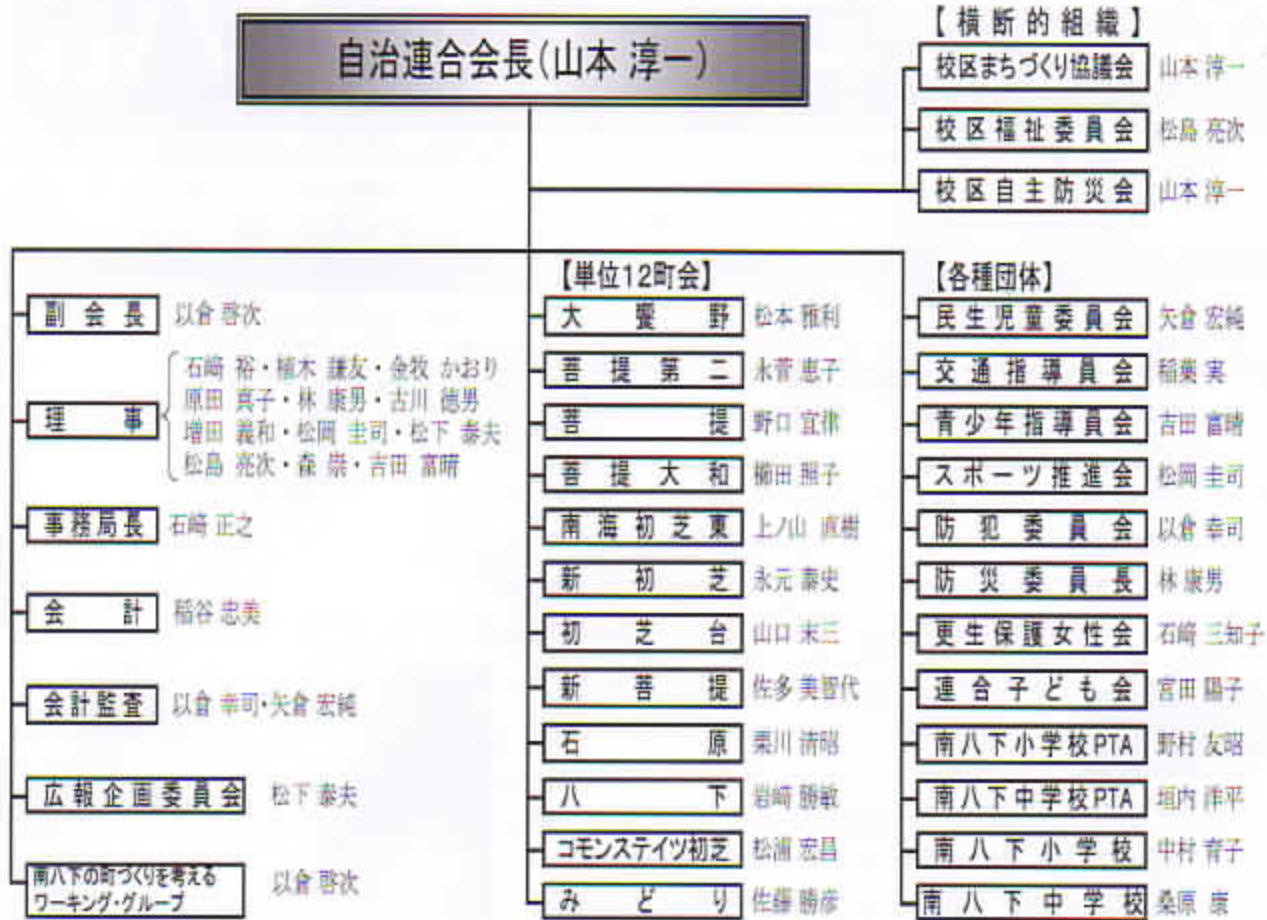 自治連合会長(山本 淳一)
【横断的組織】
校区まちづくり協議会 山本 淳一
校区福祉委員会 松島 亮次
校区自主防災会 山本 淳一
副会長 以倉 啓次
理事
石崎 裕・植木 謙友・金牧 かおり
原田 真子・林 康男・古川 徳男
増田 義和・松岡 圭司・松下 泰夫
松島 亮次・森 崇・吉田 富晴
事務局長 石崎 正之
会計 稲谷 忠美
会計監査 以倉 幸司・矢倉 宏純
広報企画委員会 松下 泰夫
南八下の町づくりを考える
ワーキング・グループ 以倉 啓次
【単位12町会】
大饗野 松本 雅利
菩提第二 永菅 恵子
菩提 野口 宜律
菩提大和 櫛田 照子
南海初芝東 上ノ山 直樹
新初芝 永元 泰史
初芝台 山口 末三
新菩提 佐多 美智代
石原 栗川 清昭
八下 岩崎 勝敏
コモンステイツ初芝 松浦 宏昌
みどり 佐藤 勝彦
【各種団体】
民生児童委員会 矢倉 宏純
交通指導員会 稲葉 実
青少年指導員会 吉田 富晴
スポーツ推進会 松岡 圭司
防犯委員会 以倉 幸司
防災委員長 林 康男
更生保護女性会 石崎 三知子
連合子ども会 宮田 陽子
南八下小学校PTA 野村 友昭
南八下中学校PTA 垣内 洋平
南八下小学校 中村 育子
南八下中学校 桑原 康